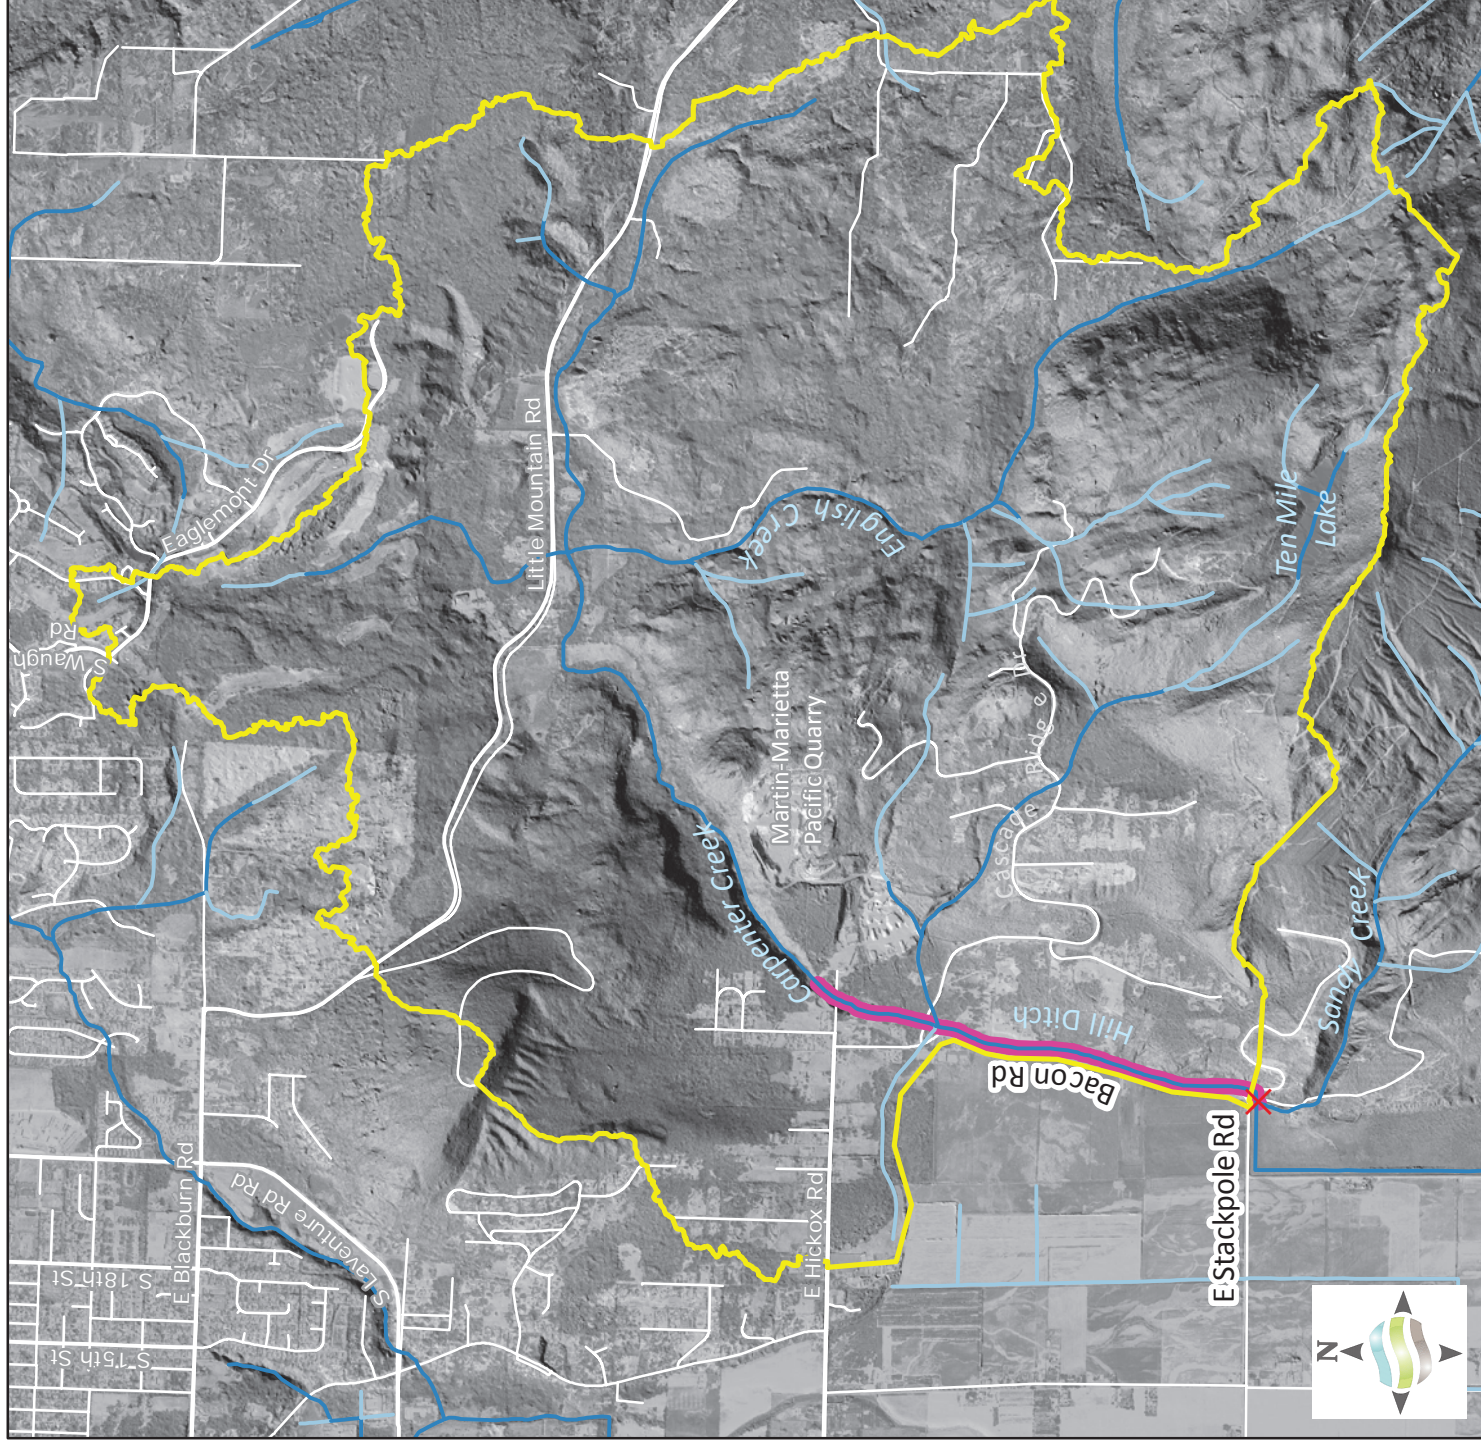 S Waugh
Rd
Eaglemont Dr
Little Mountain Rd
English Creek
Ten Mile
Lake
Martin-Marietta
Pacific Quarry
Cascade Ridge Dr
Carpenter Creek
Sandy Creek
Hill Ditch
Bacon Rd
E Blackburn Rd
S Laventure Rd Rd
S 18th St
S 15th St
E Hickox Rd
E Stackpole Rd
N